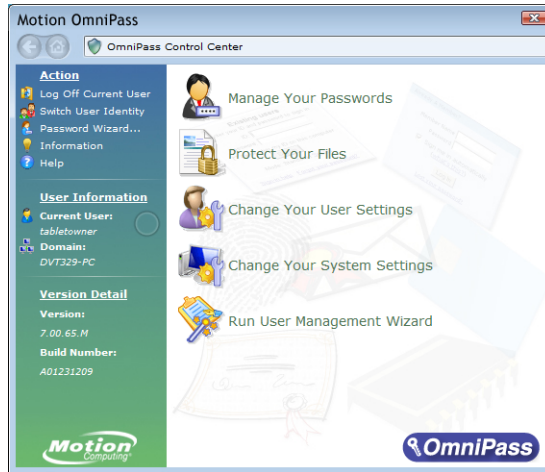 Motion OmniPass
OmniPass Control Center
Action
Log Off Current User
Switch User Identity
Password Wizard...
Information
Help
User Information
Current User:
tabletowner
Domain:
DVT329-PC
Version Detail
Version:
7.00.65.M
Build Number:
A01231209
Motion
Computing
Manage Your Passwords
Protect Your Files
Change Your User Settings
Change Your System Settings
Run User Management Wizard
OmniPass